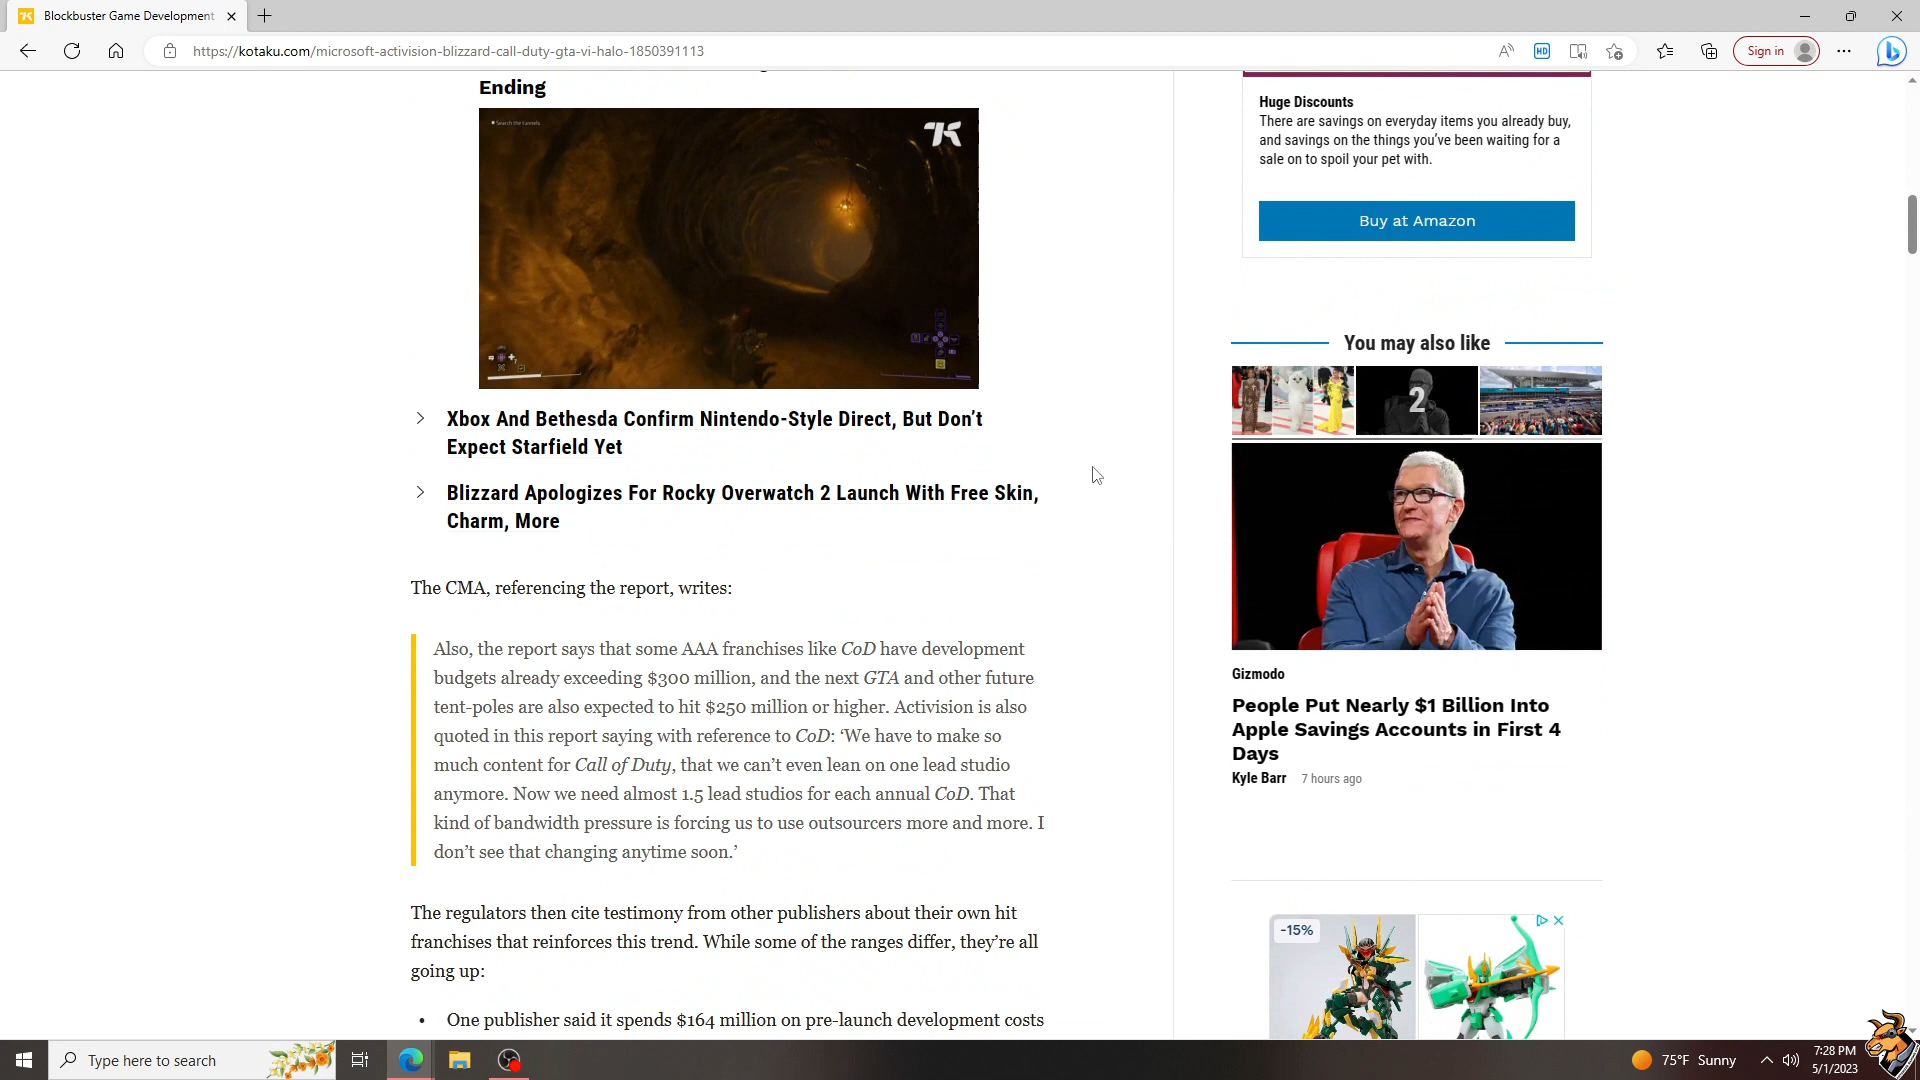 Blockbuster Game Development
https://kotaku.com/microsoft-activision-blizzard-call-duty-gta-vi-halo-1850391113
HD
Sign in
Ending
Search the tunnels
Huge Discounts
There are savings on everyday items you already buy,
and savings on the things you've been waiting for a
sale on to spoil your pet with.
Buy at Amazon
You may also like
2
Xbox And Bethesda Confirm Nintendo-Style Direct, But Don't
Expect Starfield Yet
Blizzard Apologizes For Rocky Overwatch 2 Launch With Free Skin,
Charm, More
The CMA, referencing the report, writes:
Also, the report says that some AAA franchises like CoD have development
budgets already exceeding $300 million, and the next GTA and other future
tent-poles are also expected to hit $250 million or higher. Activision is also
quoted in this report saying with reference to CoD: ‘We have to make so
much content for Call of Duty, that we can’t even lean on one lead studio
anymore. Now we need almost 1.5 lead studios for each annual CoD. That
kind of bandwidth pressure is forcing us to use outsourcers more and more. I
don’t see that changing anytime soon.’
The regulators then cite testimony from other publishers about their own hit
franchises that reinforces this trend. While some of the ranges differ, they’re all
going up:
• One publisher said it spends $164 million on pre-launch development costs
Gizmodo
People Put Nearly $1 Billion Into
Apple Savings Accounts in First 4
Days
Kyle Barr 7 hours ago
-15%
Type here to search
75°F Sunny
7:28 PM
5/1/2023